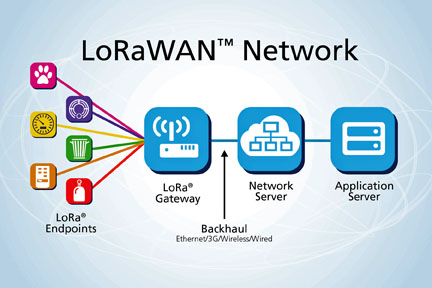 LoRaWAN™ Network
LoRa®
Endpoints
LoRa®
Gateway
Backhaul
Ethernet/3G/Wireless/Wired
Network
Server
Application
Server